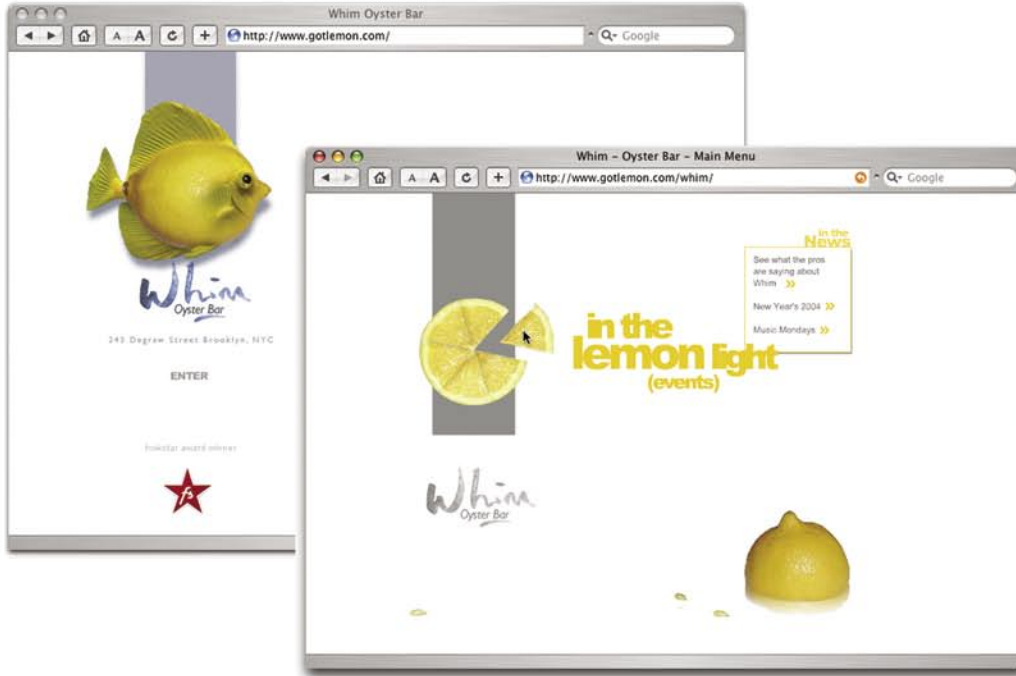 Whim Oyster Bar
A A
http://www.gotlemon.com/
Google
Whim
Oyster Bar
243 Degraw Street Brooklyn, NYC
ENTER
fs
Whim – Oyster Bar – Main Menu
A A
http://www.gotlemon.com/whim/
Google
in the
News
See what the pros
are saying about
Whim »
New Year's 2004 »
Music Mondays »
in the
lemon light
(events)
Whim
Oyster Bar